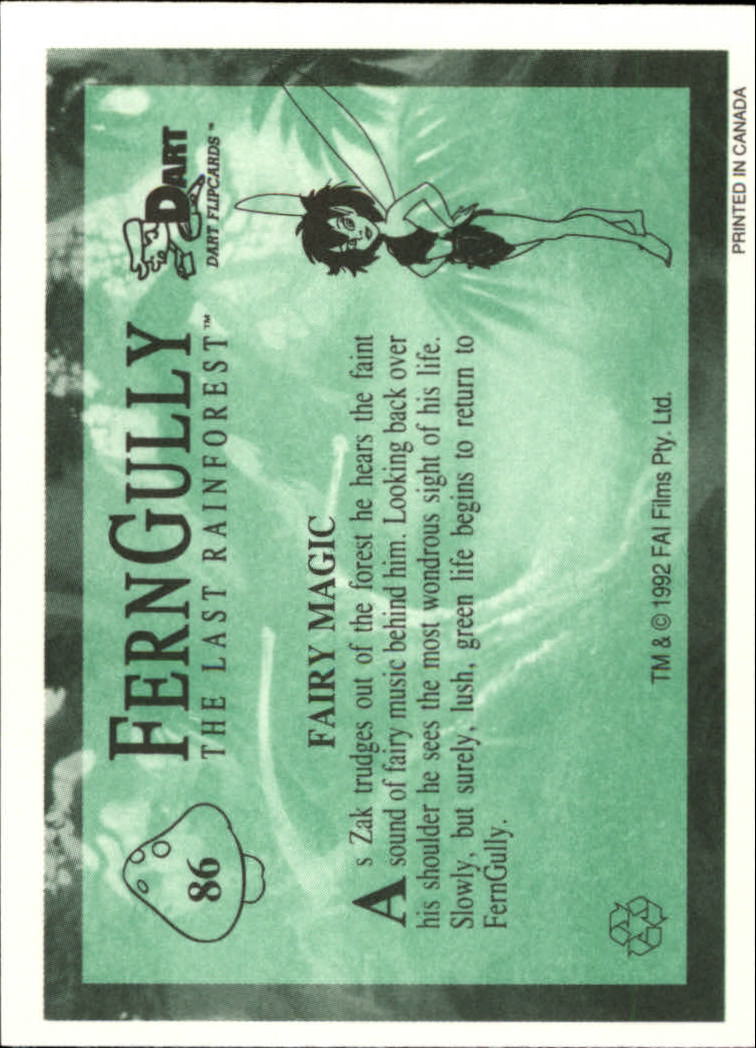 86
FERNGULLY
THE LAST RAINFOREST™
DART
DART FLIPCARDS™
FAIRY MAGIC
As Zak trudges out of the forest he hears the faint
sound of fairy music behind him. Looking back over
his shoulder he sees the most wondrous sight of his life.
Slowly, but surely, lush, green life begins to return to
FernGully.
TM & © 1992 FAI Films Pty. Ltd.
PRINTED IN CANADA